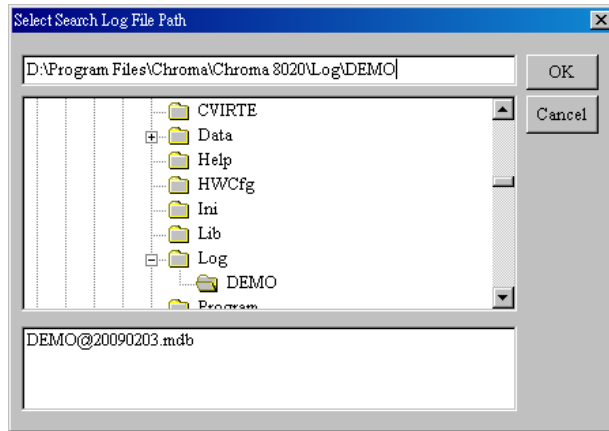 Select Search Log File Path
D:\Program Files\Chroma\Chroma 8020\Log\DEMO
OK
Cancel
CVIRTE
Data
Help
HWCfg
Ini
Lib
Log
DEMO
Program
DEMO@20090203.mdb